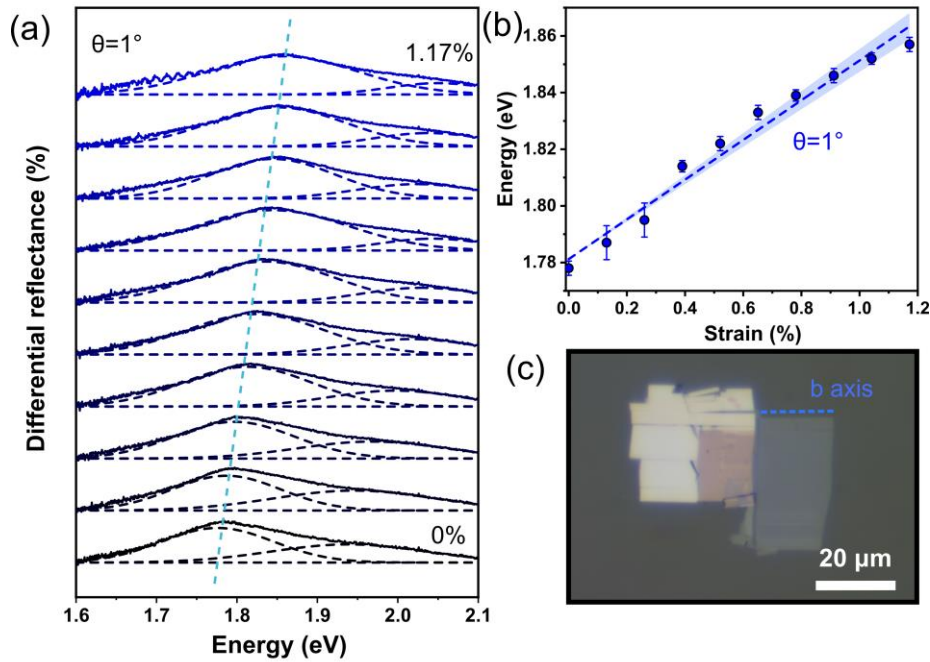 (a)
θ=1°
1.17%
0%
Differential reflectance (%)
1.6
1.7
1.8
1.9
2.0
2.1
Energy (eV)
(b)
1.86
1.84
1.82
1.80
1.78
Energy (eV)
θ=1°
0.0
0.2
0.4
0.6
0.8
1.0
1.2
Strain (%)
(c)
b axis
20 μm